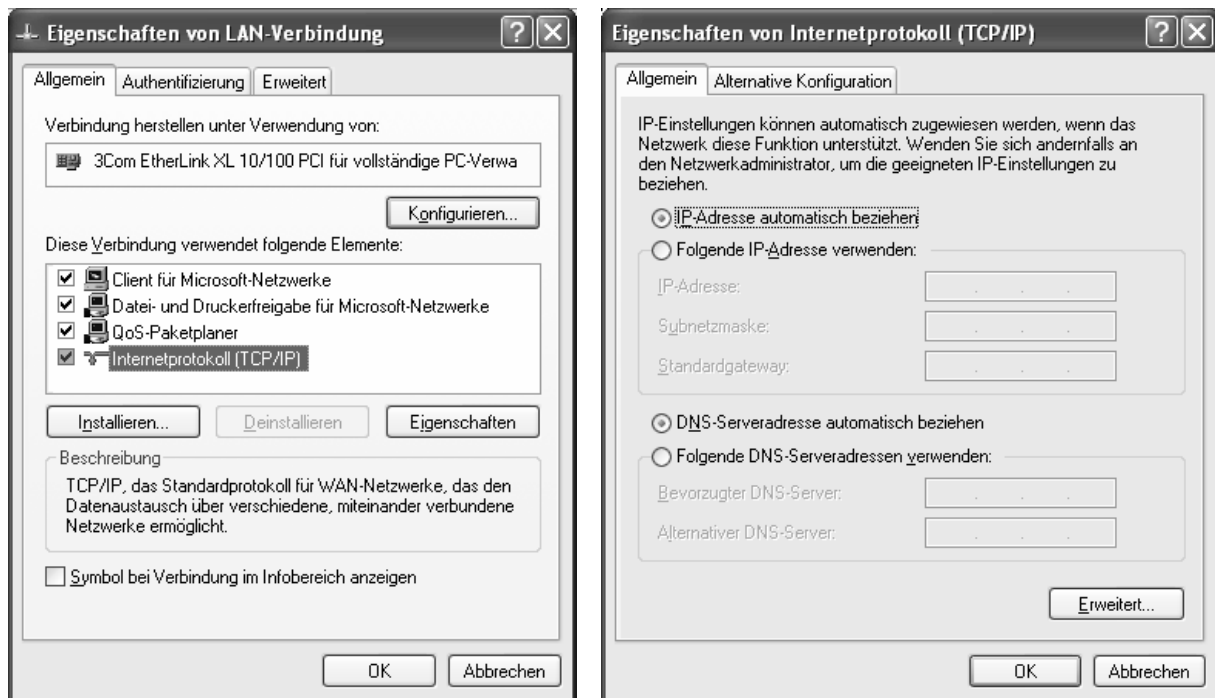 Eigenschaften von LAN-Verbindung
Allgemein
Authentifizierung
Erweitert
Verbindung herstellen unter Verwendung von:
3Com EtherLink XL 10/100 PCI für vollständige PC-Verwa
Konfigurieren...
Diese Verbindung verwendet folgende Elemente:
Client für Microsoft-Netzwerke
Datei- und Druckerfreigabe für Microsoft-Netzwerke
QoS-Paketplaner
Internetprotokoll (TCP/IP)
Installieren...
Deinstallieren
Eigenschaften
Beschreibung
TCP/IP, das Standardprotokoll für WAN-Netzwerke, das den
Datenaustausch über verschiedene, miteinander verbundene
Netzwerke ermöglicht.
Symbol bei Verbindung im Infobereich anzeigen
OK
Abbrechen
Eigenschaften von Internetprotokoll (TCP/IP)
Allgemein
Alternative Konfiguration
IP-Einstellungen können automatisch zugewiesen werden, wenn das
Netzwerk diese Funktion unterstützt. Wenden Sie sich andernfalls an
den Netzwerkadministrator, um die geeigneten IP-Einstellungen zu
beziehen.
IP-Adresse automatisch beziehen
Folgende IP-Adresse verwenden:
IP-Adresse:
Subnetzmaske:
Standardgateway:
DNS-Serveradresse automatisch beziehen
Folgende DNS-Serveradressen verwenden:
Bevorzugter DNS-Server:
Alternativer DNS-Server:
Erweitert...
OK
Abbrechen